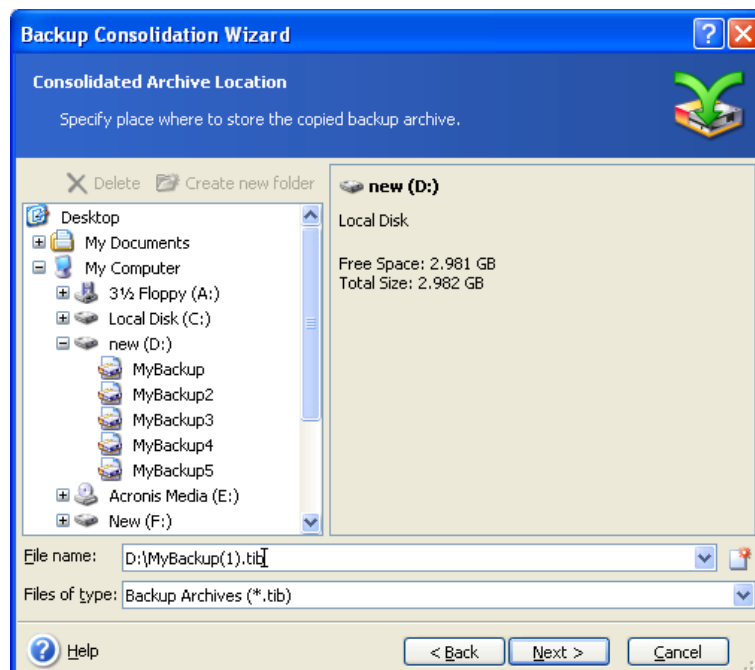 Backup Consolidation Wizard
Consolidated Archive Location
Specify place where to store the copied backup archive.
Delete Create new folder
Desktop
My Documents
My Computer
3½ Floppy (A:)
Local Disk (C:)
new (D:)
MyBackup
MyBackup2
MyBackup3
MyBackup4
MyBackup5
Acronis Media (E:)
New (F:)
new (D:)
Local Disk
Free Space: 2.981 GB
Total Size: 2.982 GB
File name: D:\MyBackup(1).tib
Files of type: Backup Archives (*.tib)
Help < Back Next > Cancel